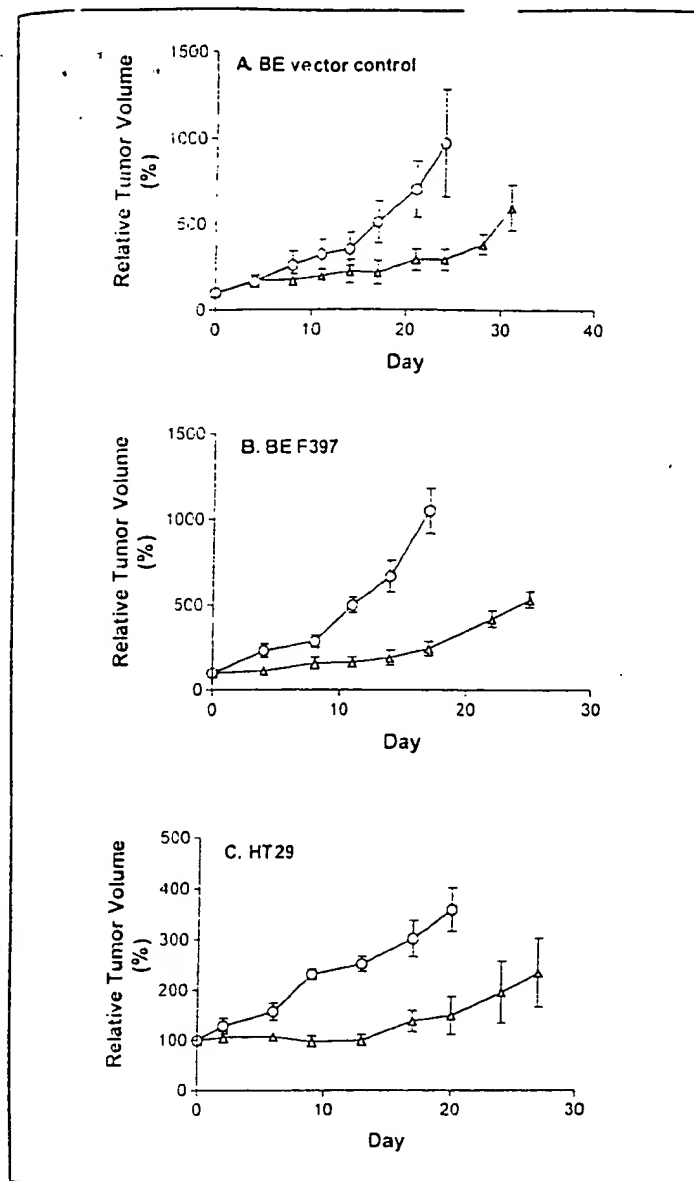 A. BE vector control
Relative Tumor Volume
(%)
1500
1000
500
0
0 10 20 30 40
Day
B. BE F397
Relative Tumor Volume
(%)
1500
1000
500
0
0 10 20 30
Day
C. HT29
Relative Tumor Volume
(%)
500
400
300
200
100
0
0 10 20 30
Day